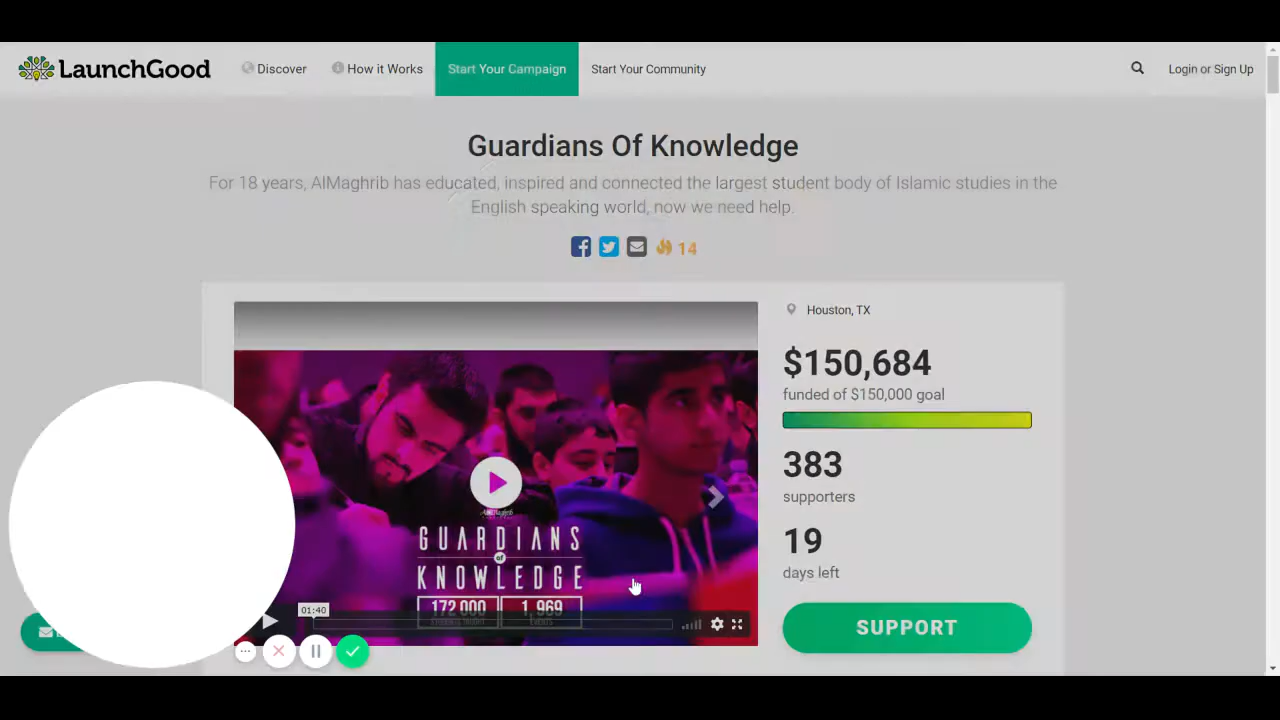 LaunchGood
Discover
How it Works
Start Your Campaign
Start Your Community
Login or Sign Up
Guardians Of Knowledge
For 18 years, AlMaghrib has educated, inspired and connected the largest student body of Islamic studies in the
English speaking world, now we need help.
14
Houston, TX
$150,684
funded of $150,000 goal
383
supporters
19
days left
SUPPORT
AlMaghrib
GUARDIANS
of
KNOWLEDGE
172 000
1, 969
EVENTS
01:40